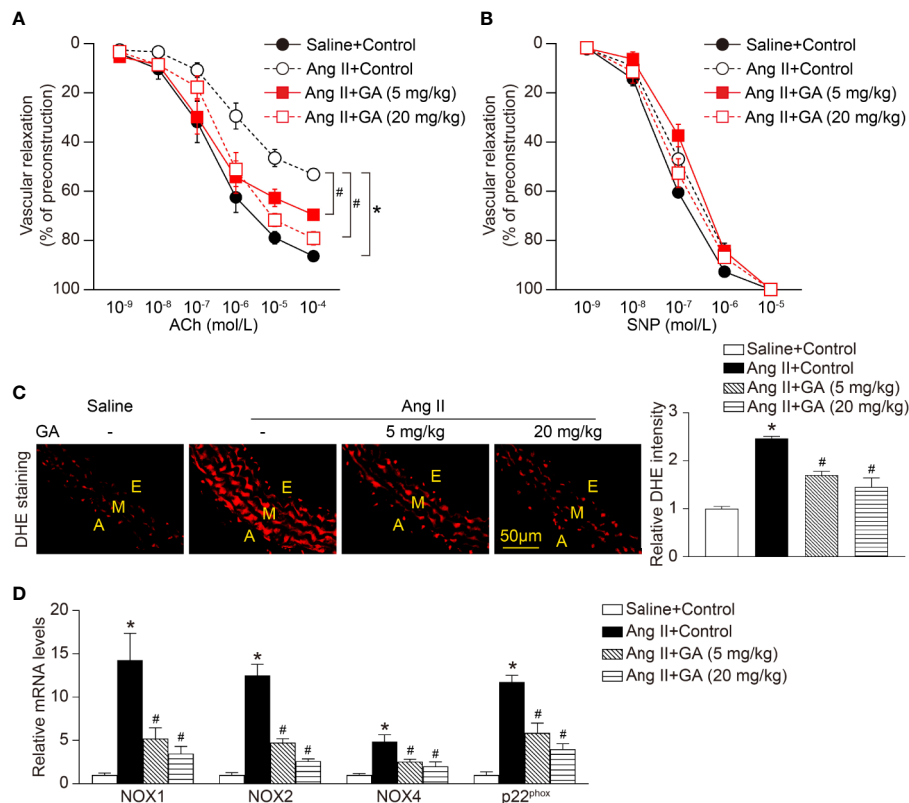 A
Vascular relaxation
(% of preconstruction)
0
20
40
60
80
100
10-9 10-8 10-7 10-6 10-5 10-4
ACh (mol/L)
Saline+Control
Ang II+Control
Ang II+GA (5 mg/kg)
Ang II+GA (20 mg/kg)
# # *
B
Vascular relaxation
(% of preconstruction)
0
20
40
60
80
100
10-9 10-8 10-7 10-6 10-5
SNP (mol/L)
Saline+Control
Ang II+Control
Ang II+GA (5 mg/kg)
Ang II+GA (20 mg/kg)
C
Saline Ang II
GA - - 5 mg/kg 20 mg/kg
DHE staining
E M A
E M A
E M A
E M A
50μm
Saline+Control
Ang II+Control
Ang II+GA (5 mg/kg)
Ang II+GA (20 mg/kg)
Relative DHE intensity
3
2
1
0
* # #
D
Relative mRNA levels
20
15
10
5
0
* # #
* # #
* # #
* # #
NOX1 NOX2 NOX4 p22phox
Saline+Control
Ang II+Control
Ang II+GA (5 mg/kg)
Ang II+GA (20 mg/kg)